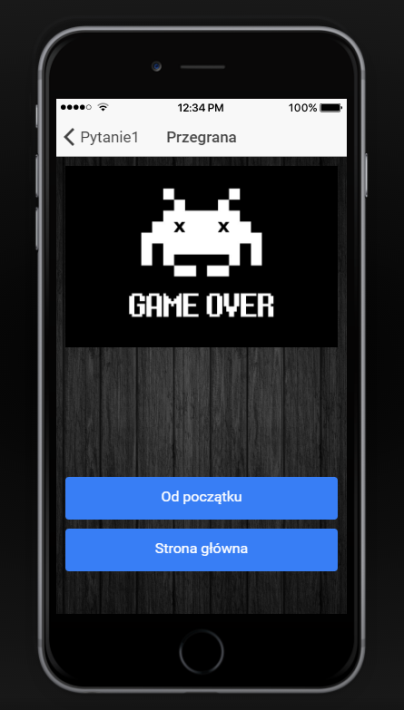 12:34 PM 100%
Pytanie1 Przegrana
GAME OVER
Od początku
Strona główna